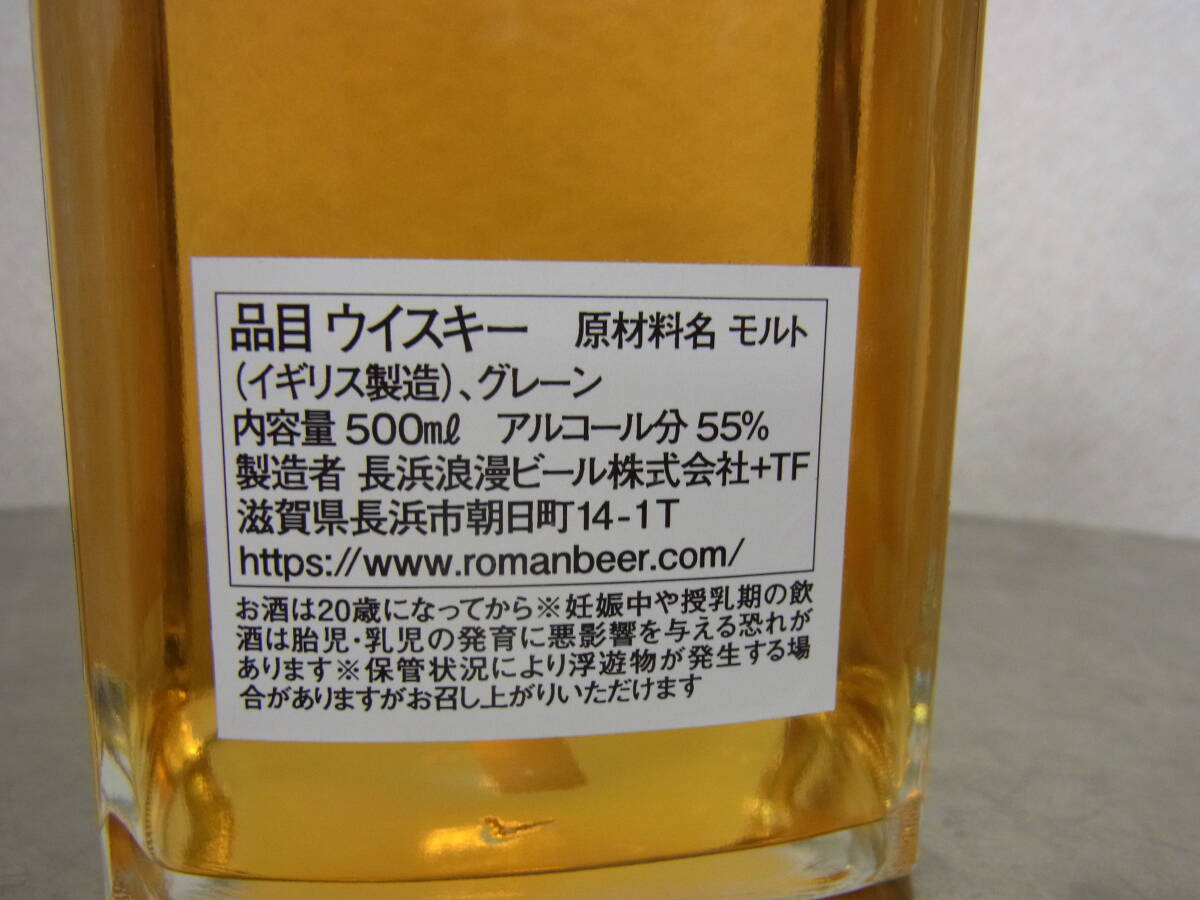 品目 ウイスキー 原材料名 モルト
(イギリス製造)、グレーン
内容量 500mℓ アルコール分 55%
製造者 長浜浪漫ビール株式会社+TF
滋賀県長浜市朝日町14-1T
https://www.romanbeer.com/
お酒は20歳になってから※妊娠中や授乳期の飲
酒は胎児・乳児の発育に悪影響を与える恐れが
あります※保管状況により浮遊物が発生する場
合がありますがお召し上がりいただけます